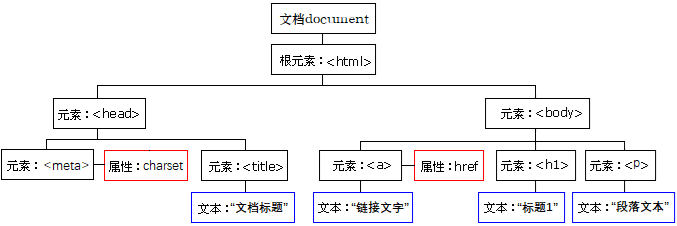 文档document
根元素：<html>
元素：<head>
元素：<body>
元素：<meta>
属性：charset
元素：<title>
元素：<a>
属性：href
元素：<h1>
元素：<p>
文本：“文档标题”
文本：“链接文字”
文本：“标题1”
文本：“段落文本”